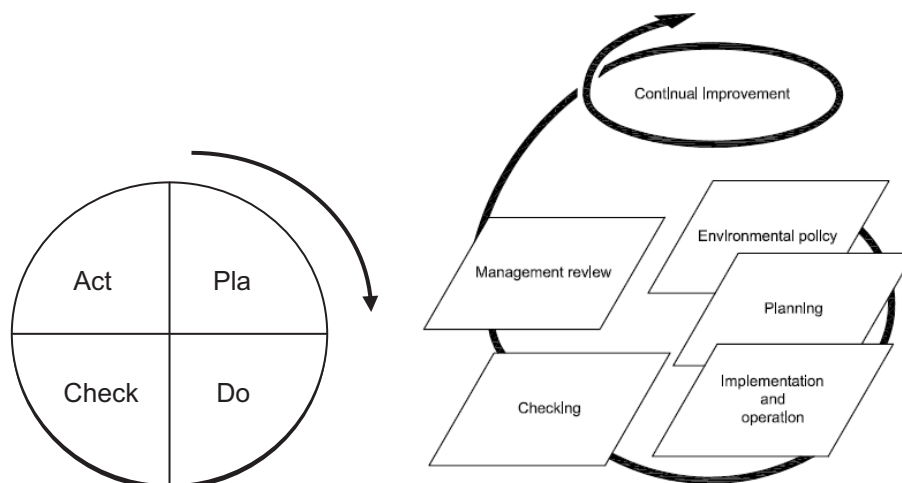 Act
Pla
Check
Do
Continual Improvement
Environmental policy
Management review
Planning
Implementation
and
operation
Checking